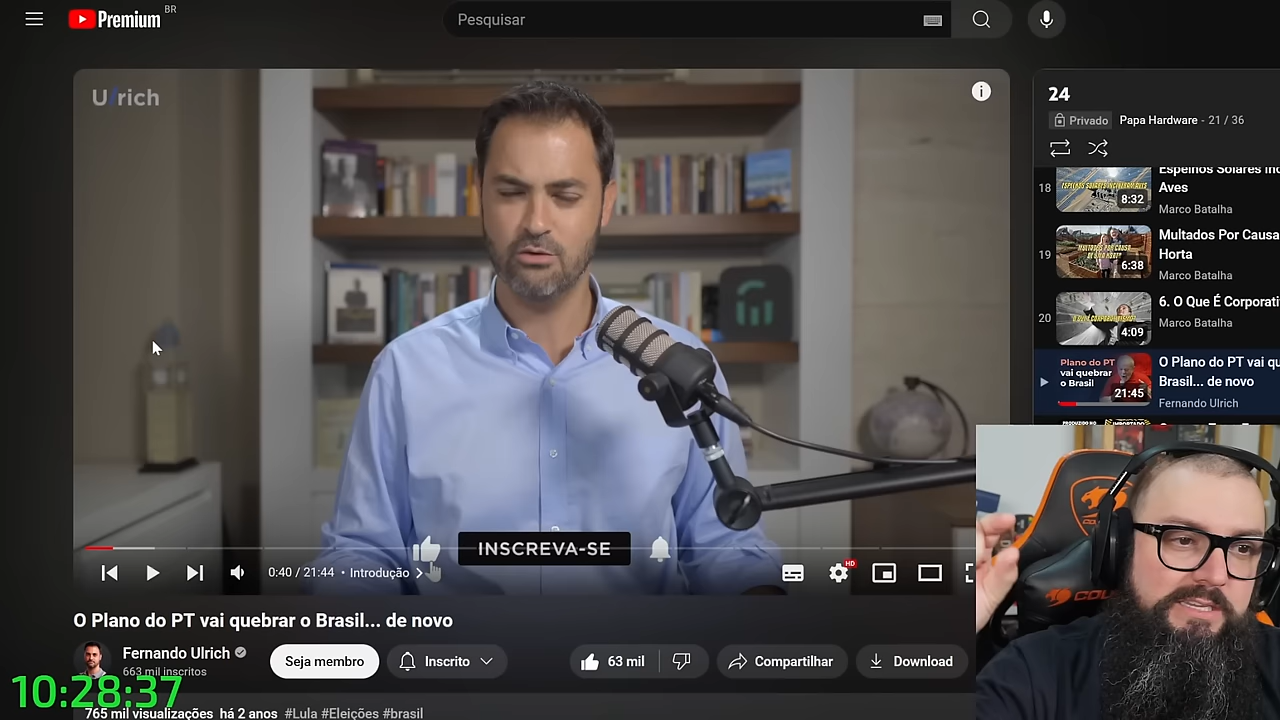 Premium BR
Pesquisar
Ulrich
24
Privado Papa Hardware - 21 / 36
18
Espelhos Solares
Aves
Marco Batalha
8:32
19
Multados Por Causa
Horta
Marco Batalha
6:38
20
6. O Que É
Marco Batalha
4:09
Plano do PT
vai quebrar
o Brasil
21:45
O Plano do PT vai
Brasil... de novo
Fernando Ulrich
INSCREVA-SE
0:40 / 21:44 • Introdução
HD
O Plano do PT vai quebrar o Brasil... de novo
Fernando Ulrich
663 mil inscritos
Seja membro
Inscrito
63 mil
Compartilhar
Download
10:28:37
765 mil visualizações há 2 anos #Lula #Eleições #brasil